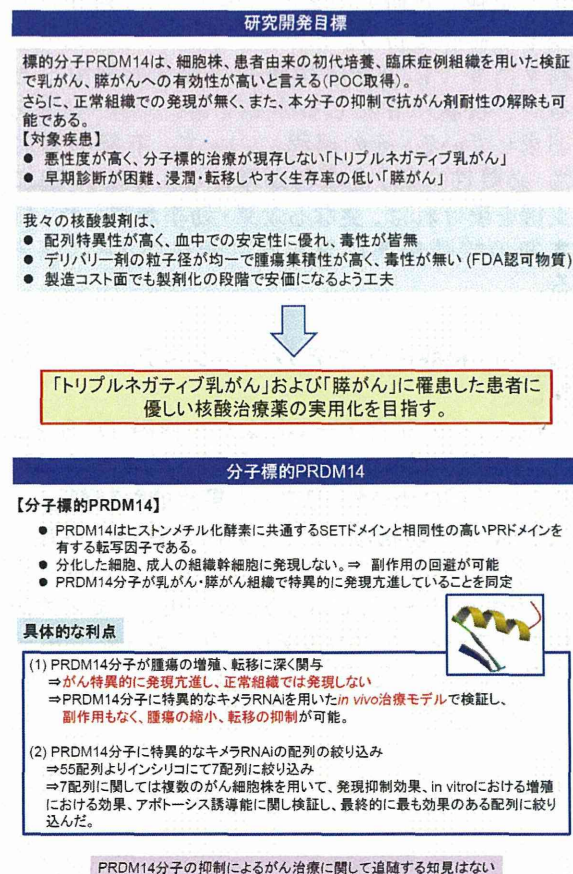 研究開発目標
標的分子PRDM14は、細胞株、患者由来の初代培養、臨床症例組織を用いた検証
で乳がん、膵がんへの有効性が高いと言える(POC取得)。
さらに、正常組織での発現が無く、また、本分子の抑制で抗がん剤耐性の解除も可
能である。
【対象疾患】
● 悪性度が高く、分子標的治療が現存しない「トリプルネガティブ乳がん」
● 早期診断が困難、浸潤・転移しやすく生存率の低い「膵がん」
我々の核酸製剤は、
● 配列特異性が高く、血中での安定性に優れ、毒性が皆無
● デリバリー剤の粒子径が均一で腫瘍集積性が高く、毒性が無い (FDA認可物質)
● 製造コスト面でも製剤化の段階で安価になるよう工夫
「トリプルネガティブ乳がん」および「膵がん」に罹患した患者に
優しい核酸治療薬の実用化を目指す。
分子標的PRDM14
【分子標的PRDM14】
● PRDM14はヒストンメチル化酵素に共通するSETドメインと相同性の高いPRドメインを
有する転写因子である。
● 分化した細胞、成人の組織幹細胞に発現しない。⇒ 副作用の回避が可能
● PRDM14分子が乳がん・膵がん組織で特異的に発現亢進していることを同定
具体的な利点
(1) PRDM14分子が腫瘍の増殖、転移に深く関与
⇒がん特異的に発現亢進し、正常組織では発現しない
⇒PRDM14分子に特異的なキメラRNAiを用いたin vivo治療モデルで検証し、
副作用もなく、腫瘍の縮小、転移の抑制が可能。
(2) PRDM14分子に特異的なキメラRNAiの配列の絞り込み
⇒55配列よりインシリコにて7配列に絞り込み
⇒7配列に関しては複数のがん細胞株を用いて、発現抑制効果、in vitroにおける増殖
における効果、アポトーシス誘導能に関し検証し、最終的に最も効果のある配列に絞り
込んだ。
PRDM14分子の抑制によるがん治療に関して追随する知見はない